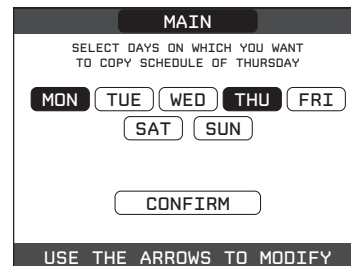 MAIN
SELECT DAYS ON WHICH YOU WANT
TO COPY SCHEDULE OF THURSDAY
MON TUE WED THU FRI
SAT SUN
CONFIRM
USE THE ARROWS TO MODIFY